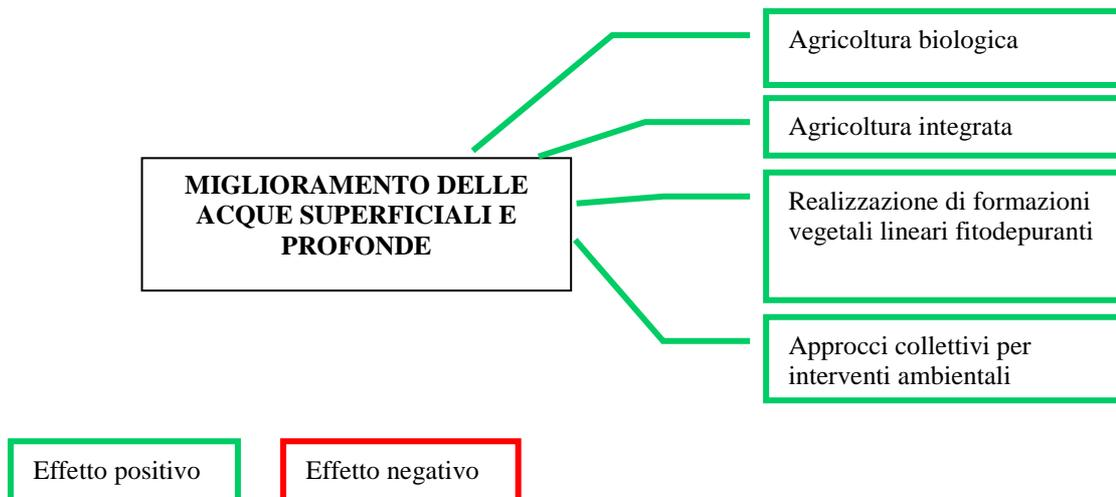 Agricoltura biologica
Agricoltura integrata
MIGLIORAMENTO DELLE
ACQUE SUPERFICIALI E
PROFONDE
Realizzazione di formazioni
vegetali lineari fitodepuranti
Approcci collettivi per
interventi ambientali
Effetto positivo
Effetto negativo